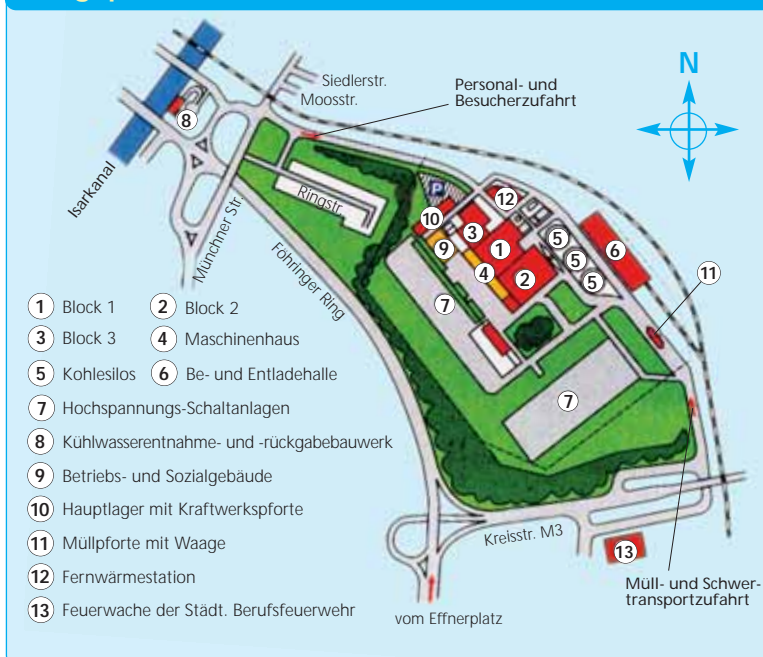 N
Siedlerstr.
Moosstr.
Personal- und
Besucherzufahrt
8
Isarkanal
Münchner Str.
Ringstr.
Föhringer Ring
P
12
10
3
9
1
4
2
5
5
5
6
11
7
7
1 Block 1
2 Block 2
3 Block 3
4 Maschinenhaus
5 Kohlesilos
6 Be- und Entladehalle
7 Hochspannungs-Schaltanlagen
8 Kühlwasserentnahme- und -rückgabebauwerk
9 Betriebs- und Sozialgebäude
10 Hauptlager mit Kraftwerkspforte
11 Müllpforte mit Waage
12 Fernwärmestation
13 Feuerwache der Städt. Berufsfeuerwehr
Kreisstr. M3
13
vom Effnerplatz
Müll- und Schwer-
transportzufahrt